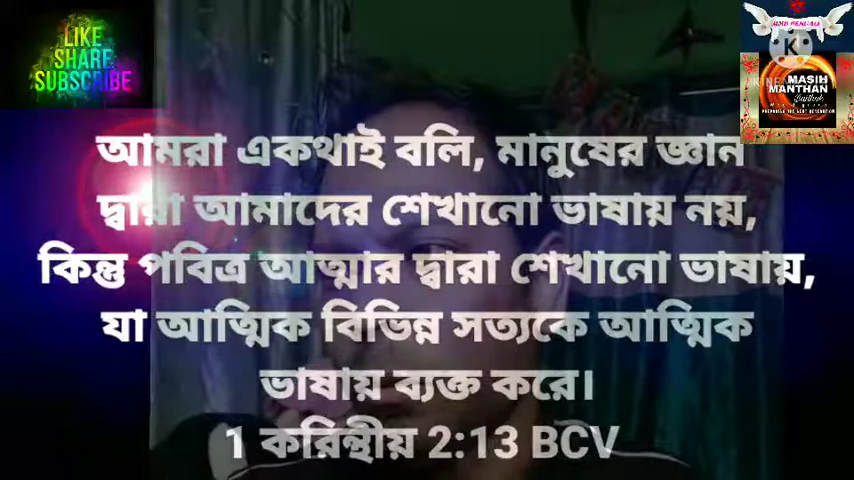 LIKE
SHARE
SUBSCRIBE
K
MASIH
MANTHAN
আমরা একথাই বলি, মানুষের জ্ঞান
দ্বারা আমাদের শেখানো ভাষায় নয়,
কিন্তু পবিত্র আত্মার দ্বারা শেখানো ভাষায়,
যা আত্মিক বিভিন্ন সত্যকে আত্মিক
ভাষায় ব্যক্ত করে।
1 করিন্থীয় 2:13 BCV